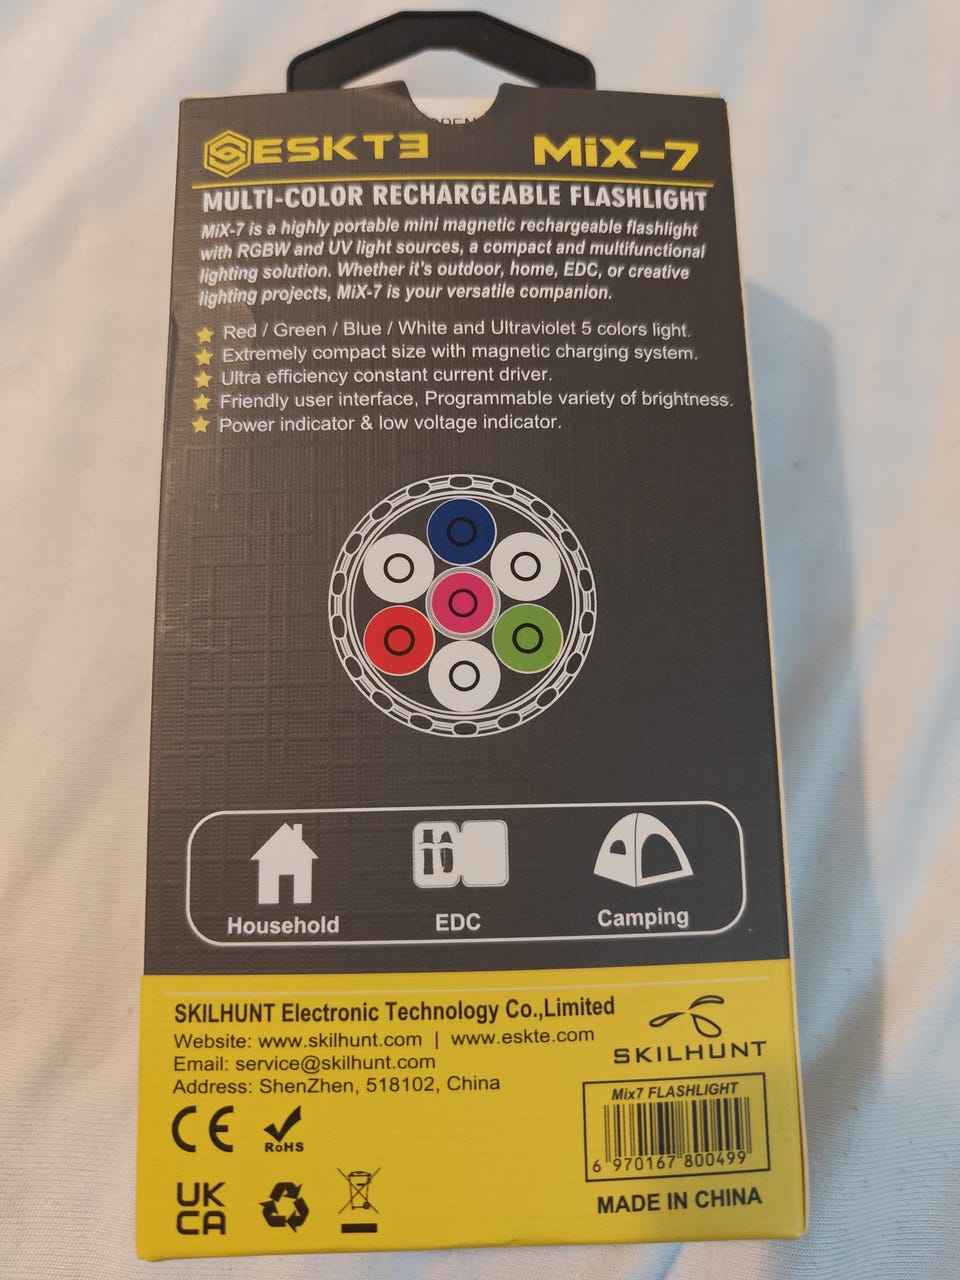 OPEN
ESKTE MiX-7
MULTI-COLOR RECHARGEABLE FLASHLIGHT
MiX-7 is a highly portable mini magnetic rechargeable flashlight
with RGBW and UV light sources, a compact and multifunctional
lighting solution. Whether it's outdoor, home, EDC, or creative
lighting projects, MiX-7 is your versatile companion.
Red / Green / Blue / White and Ultraviolet 5 colors light.
Extremely compact size with magnetic charging system.
Ultra efficiency constant current driver.
Friendly user interface, Programmable variety of brightness.
Power indicator & low voltage indicator.
Household EDC Camping
SKILHUNT Electronic Technology Co.,Limited
Website: www.skilhunt.com | www.eskte.com
Email: service@skilhunt.com
Address: ShenZhen, 518102, China
SKILHUNT
CE RoHS
UK
CA
Mix7 FLASHLIGHT
6 970167 800499
MADE IN CHINA